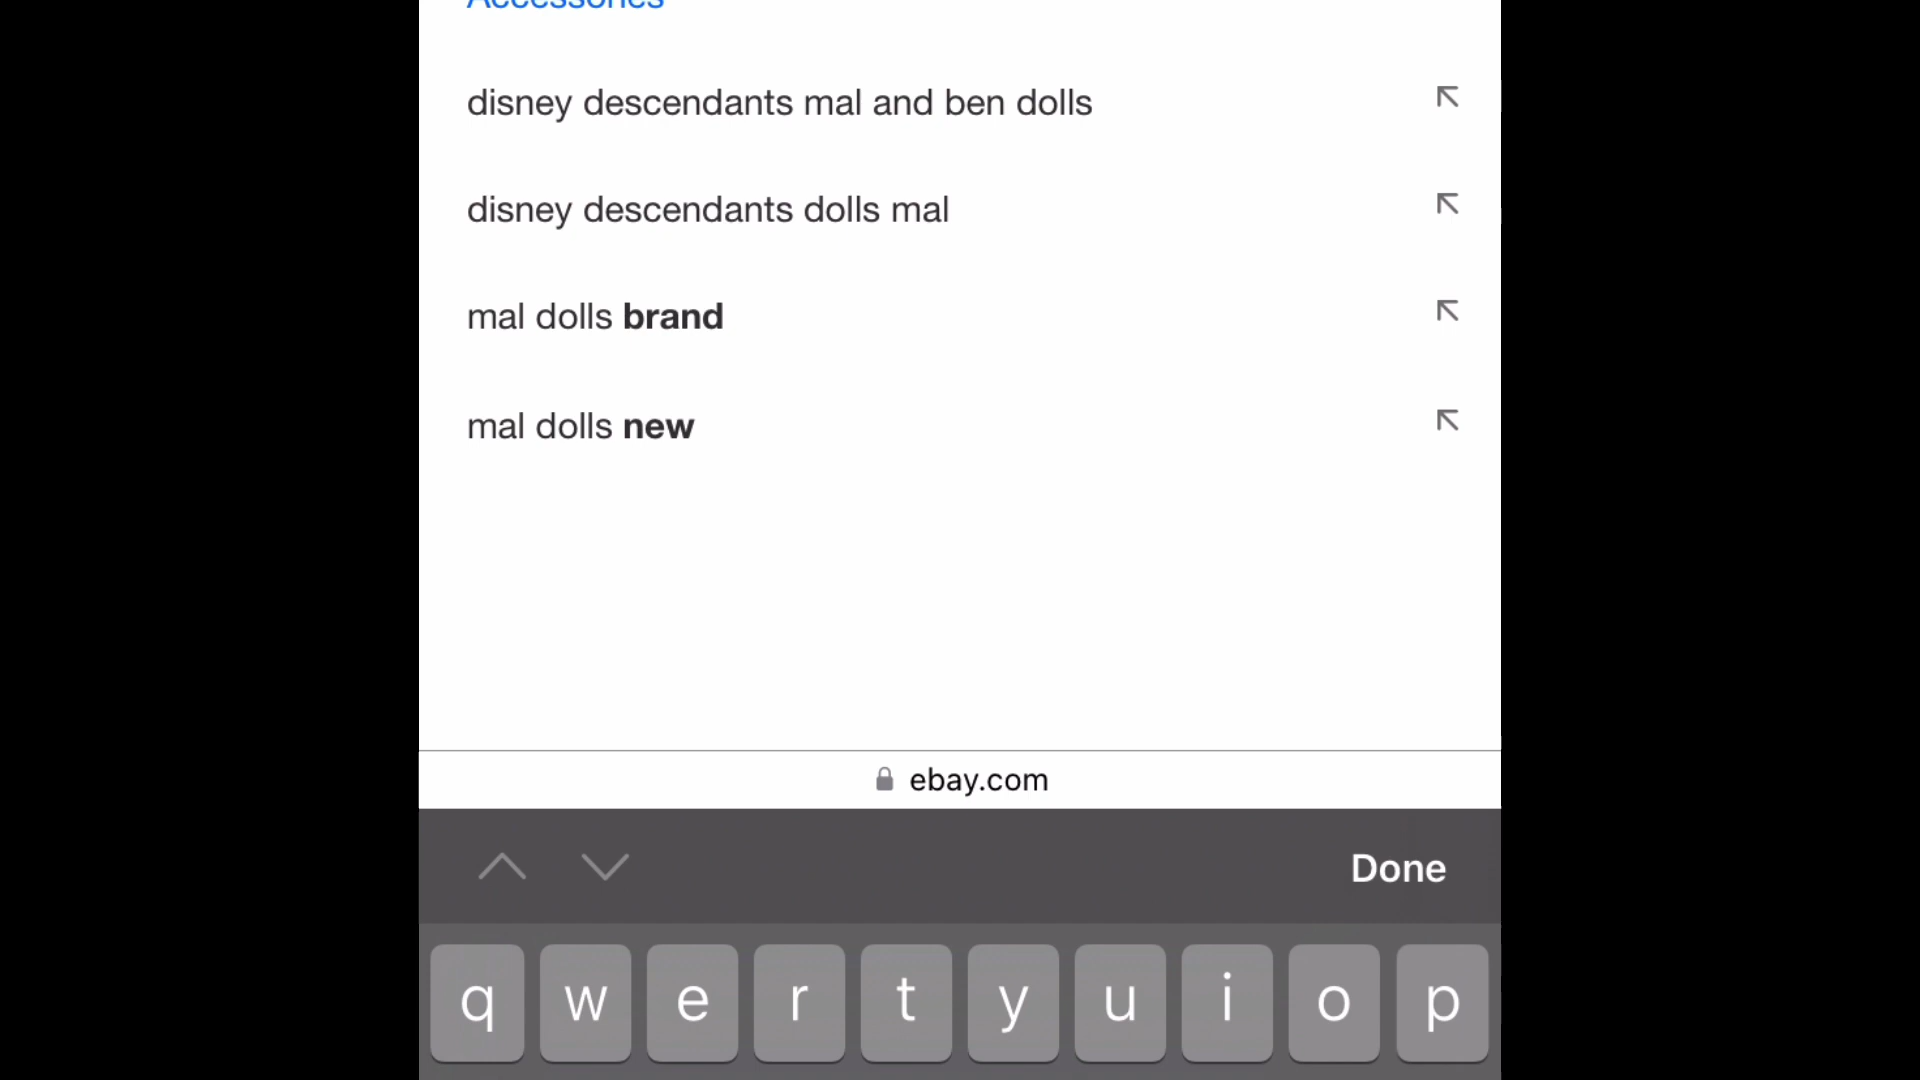 Accessories
disney descendants mal and ben dolls
disney descendants dolls mal
mal dolls brand
mal dolls new
ebay.com
Done
q w e r t y u i o p